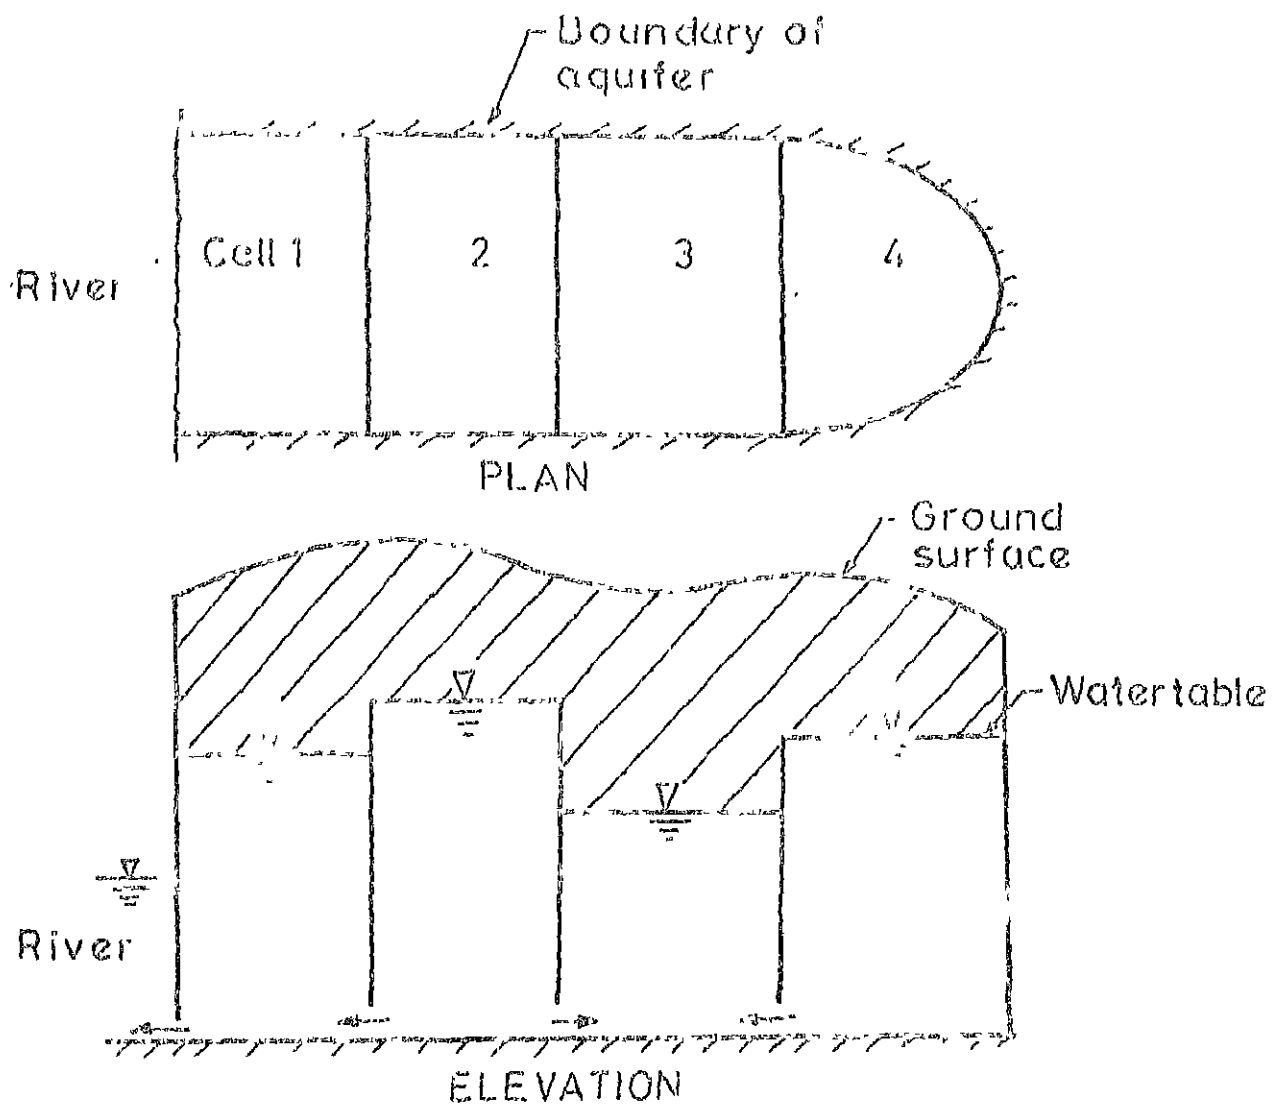 Boundary of
aquifer
Cell 1
2
3
4
River
PLAN
Ground
surface
Watertable
River
ELEVATION